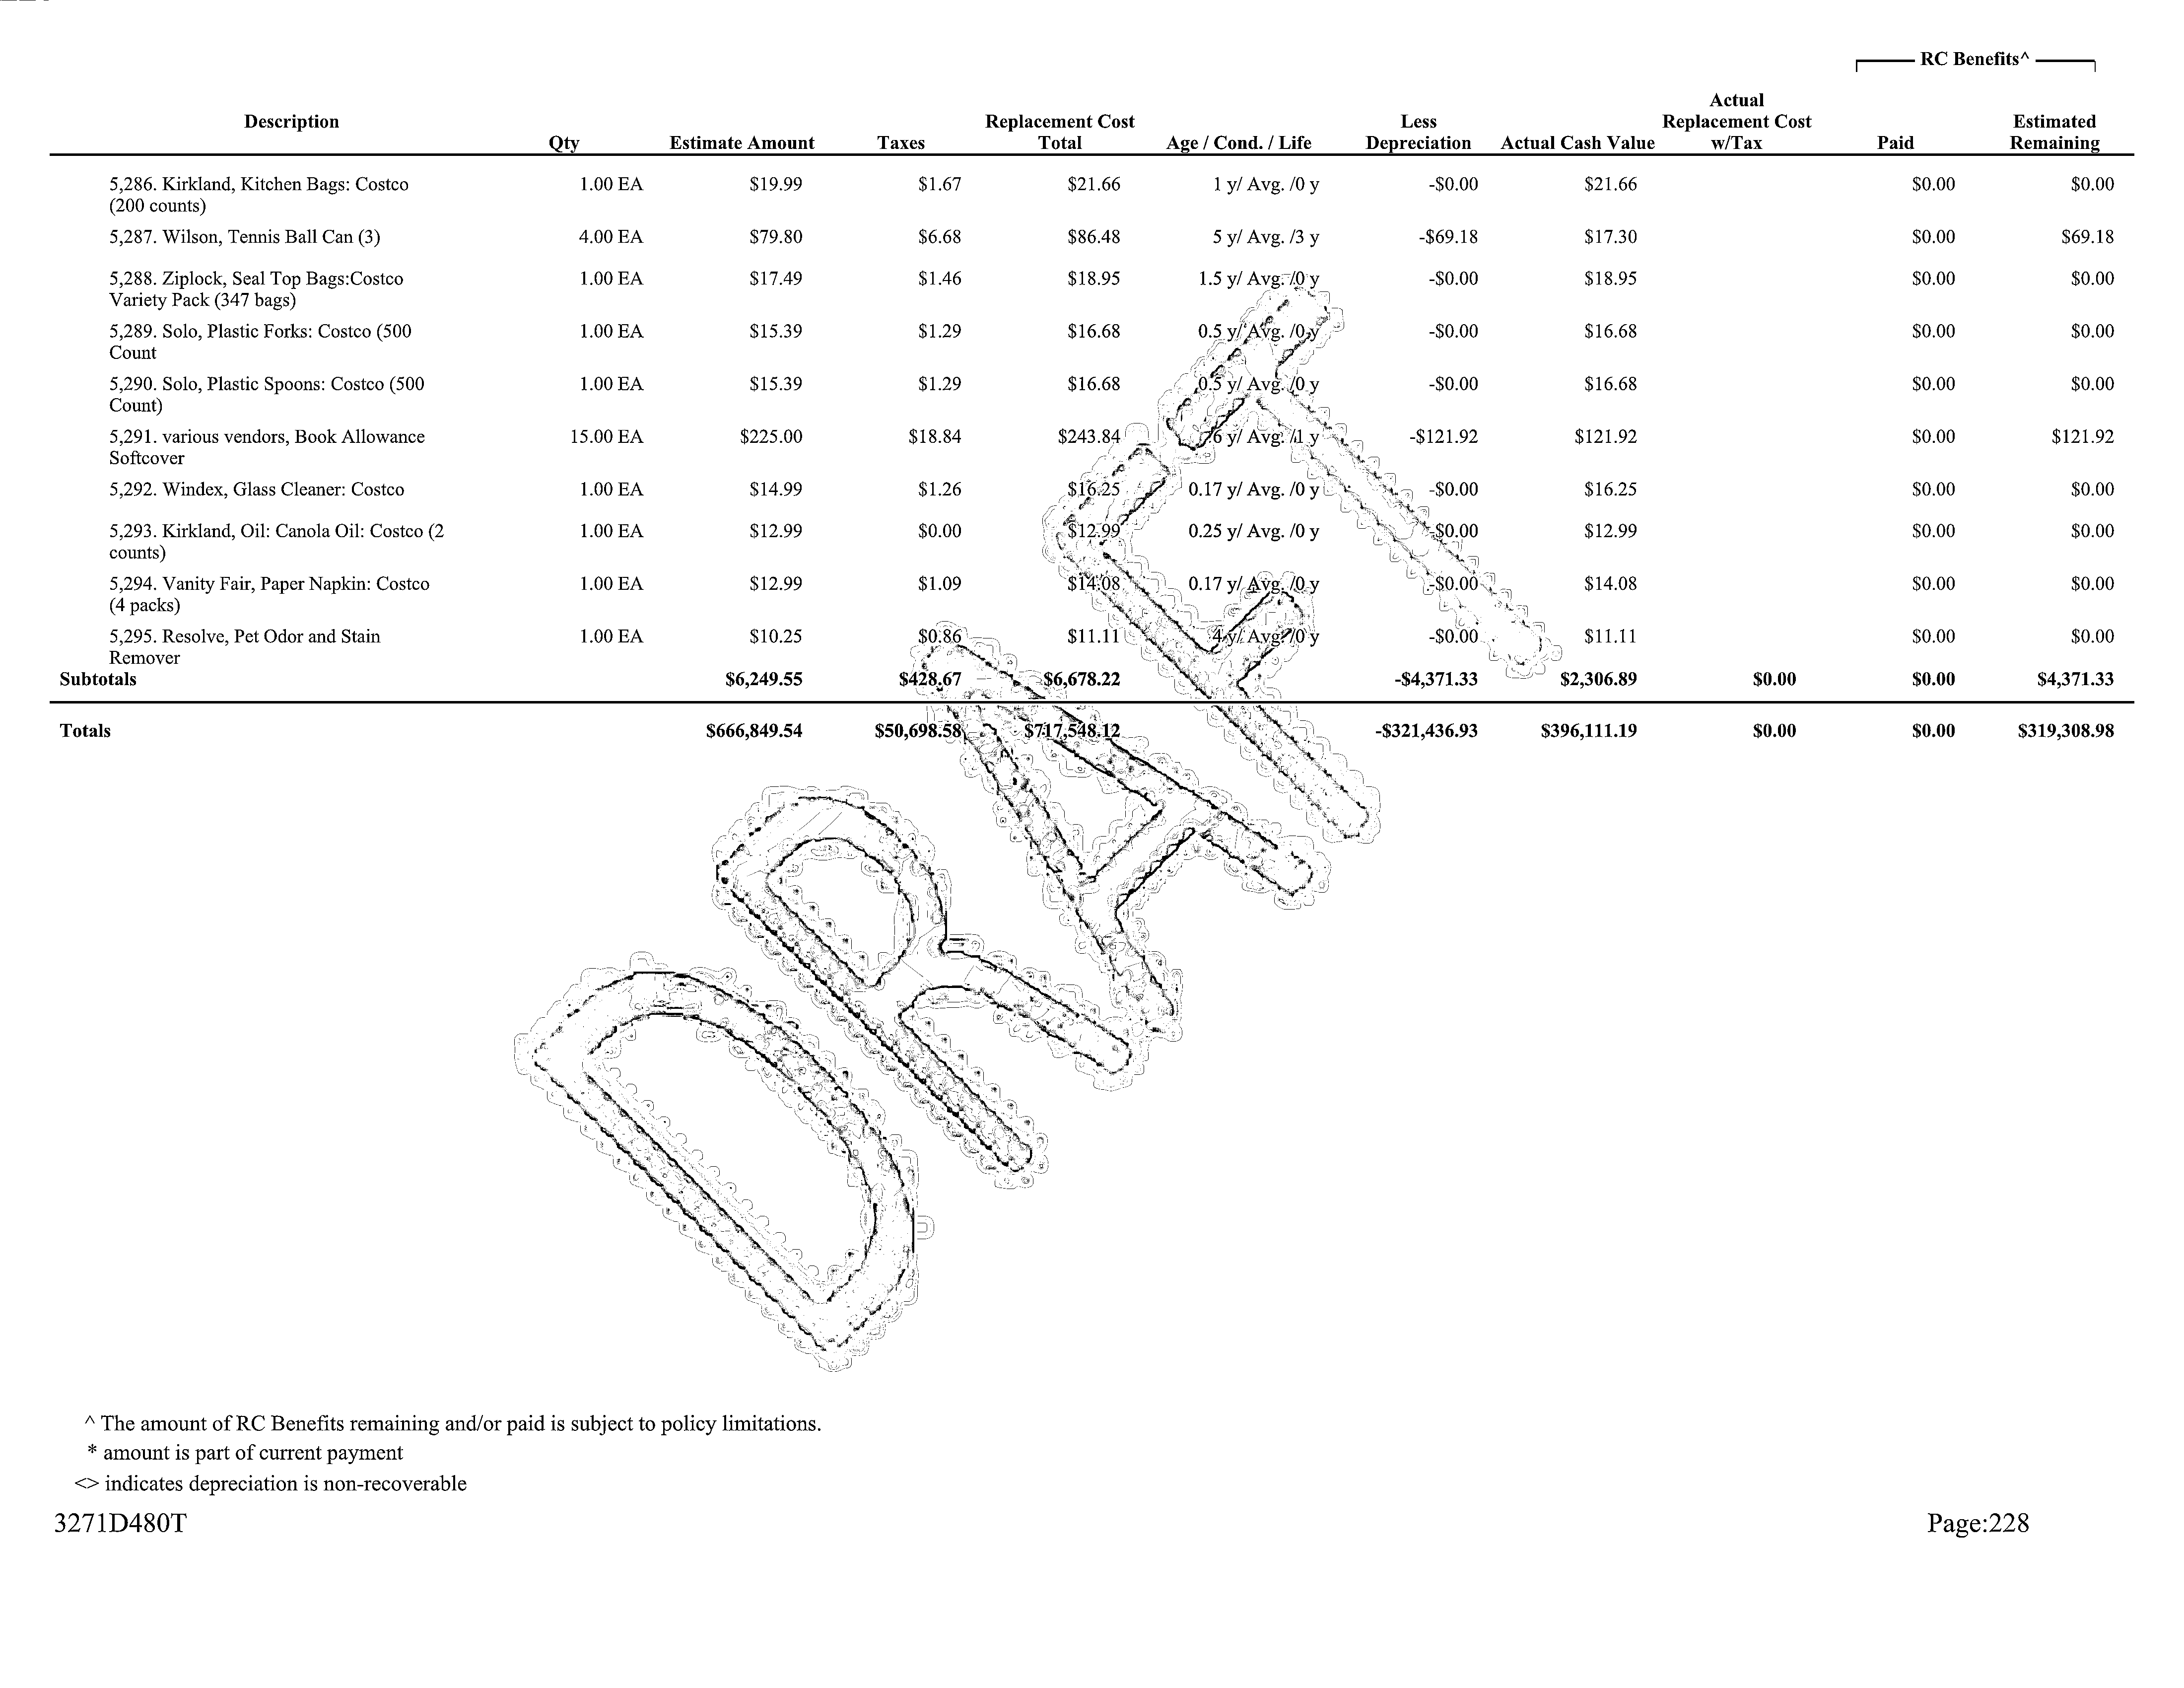 RC Benefits^
Description Qty Estimate Amount Taxes Replacement Cost Total Age / Cond. / Life Less Depreciation Actual Cash Value Actual Replacement Cost w/Tax Paid Estimated Remaining
5,286. Kirkland, Kitchen Bags: Costco 1.00 EA $19.99 $1.67 $21.66 1 y/ Avg. /0 y -$0.00 $21.66 $0.00 $0.00
(200 counts)
5,287. Wilson, Tennis Ball Can (3) 4.00 EA $79.80 $6.68 $86.48 5 y/ Avg. /3 y -$69.18 $17.30 $0.00 $69.18
5,288. Ziplock, Seal Top Bags:Costco 1.00 EA $17.49 $1.46 $18.95 1.5 y/ Avg. /0 y -$0.00 $18.95 $0.00 $0.00
Variety Pack (347 bags)
5,289. Solo, Plastic Forks: Costco (500 1.00 EA $15.39 $1.29 $16.68 0.5 y/ Avg. /0 y -$0.00 $16.68 $0.00 $0.00
Count
5,290. Solo, Plastic Spoons: Costco (500 1.00 EA $15.39 $1.29 $16.68 0.5 y/ Avg. /0 y -$0.00 $16.68 $0.00 $0.00
Count)
5,291. various vendors, Book Allowance 15.00 EA $225.00 $18.84 $243.84 y/ Avg. /1 y -$121.92 $121.92 $0.00 $121.92
Softcover
5,292. Windex, Glass Cleaner: Costco 1.00 EA $14.99 $1.26 $16.25 0.17 y/ Avg. /0 y -$0.00 $16.25 $0.00 $0.00
5,293. Kirkland, Oil: Canola Oil: Costco (2 1.00 EA $12.99 $0.00 $12.99 0.25 y/ Avg. /0 y -$0.00 $12.99 $0.00 $0.00
counts)
5,294. Vanity Fair, Paper Napkin: Costco 1.00 EA $12.99 $1.09 $14.08 0.17 y/ Avg. /0 y -$0.00 $14.08 $0.00 $0.00
(4 packs)
5,295. Resolve, Pet Odor and Stain 1.00 EA $10.25 $0.86 $11.11 4 y/ Avg. /0 y -$0.00 $11.11 $0.00 $0.00
Remover
Subtotals $6,249.55 $428.67 $6,678.22 -$4,371.33 $2,306.89 $0.00 $0.00 $4,371.33
Totals $666,849.54 $50,698.58 $717,548.12 -$321,436.93 $396,111.19 $0.00 $0.00 $319,308.98
DRAFT
^ The amount of RC Benefits remaining and/or paid is subject to policy limitations.
* amount is part of current payment
<> indicates depreciation is non-recoverable
3271D480T Page:228